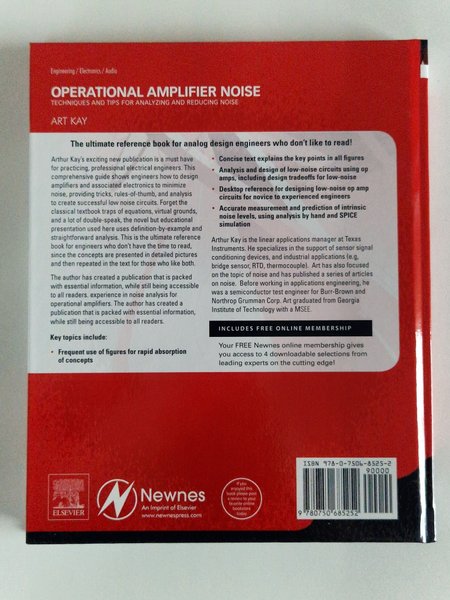 Engineering / Electronics / Audio
OPERATIONAL AMPLIFIER NOISE
TECHNIQUES AND TIPS FOR ANALYZING AND REDUCING NOISE
ART KAY
The ultimate reference book for analog design engineers who don't like to read!
Arthur Kay's exciting new publication is a must have
for practicing, professional electrical engineers. This
comprehensive guide shows engineers how to design
amplifiers and associated electronics to minimize
noise, providing tricks, rules-of-thumb, and analysis
to create successful low noise circuits. Forget the
classical textbook traps of equations, virtual grounds,
and a lot of double-speak, the novel but educational
presentation used here uses definition-by-example and
straightforward analysis. This is the ultimate reference
book for engineers who don't have the time to read,
since the concepts are presented in detailed pictures
and then repeated in the text for those who like both.
The author has created a publication that is packed
with essential information, while still being accessible
to all readers, experience in noise analysis for
operational amplifiers. The author has created a
publication that is packed with essential information,
while still being accessible to all readers.
Key topics include:
• Frequent use of figures for rapid absorption
of concepts
• Concise text explains the key points in all figures
• Analysis and design of low-noise circuits using op
amps, including design tradeoffs for low-noise
• Desktop reference for designing low-noise op amp
circuits for novice to experienced engineers
• Accurate measurement and prediction of intrinsic
noise levels, using analysis by hand and SPICE
simulation
Arthur Kay is the linear applications manager at Texas
Instruments. He specializes in the support of sensor signal
conditioning devices, and industrial applications (e.g,
bridge sensor, RTD, thermocouple). Art has also focused
on the topic of noise and has published a series of articles
on noise. Before working in applications engineering, he
was a semiconductor test engineer for Burr-Brown and
Northrop Grumman Corp. Art graduated from Georgia
Institute of Technology with a MSEE.
INCLUDES FREE ONLINE MEMBERSHIP
Your FREE Newnes online membership gives
you access to 4 downloadable selections from
leading experts on the cutting edge!
ELSEVIER
Newnes
An Imprint of Elsevier
www.newnespress.com
If you
enjoyed this
book please post
a review to your
favorite online
bookstore
today
ISBN 978-0-7506-8525-2
90000
9 780750 685252